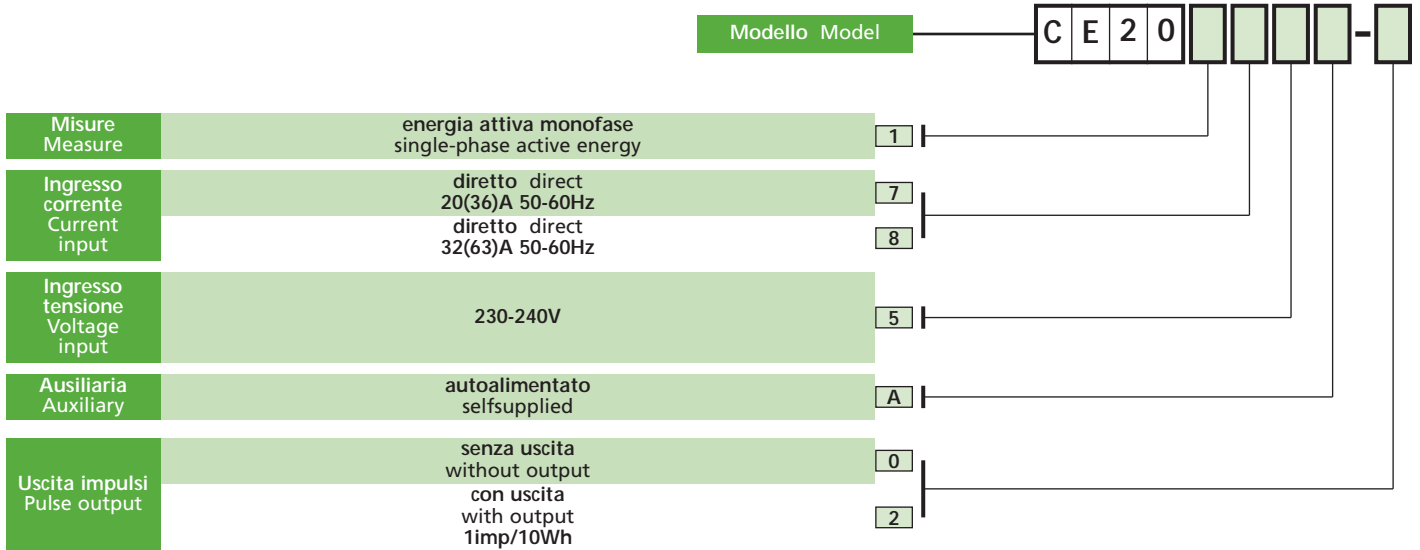 Modello Model
C E 2 0 -
Misure
Measure
energia attiva monofase
single-phase active energy
1
Ingresso
corrente
Current
input
diretto direct
20(36)A 50-60Hz
7
diretto direct
32(63)A 50-60Hz
8
Ingresso
tensione
Voltage
input
230-240V
5
Ausiliaria
Auxiliary
autoalimentato
selfsupplied
A
Uscita impulsi
Pulse output
senza uscita
without output
0
con uscita
with output
1imp/10Wh
2